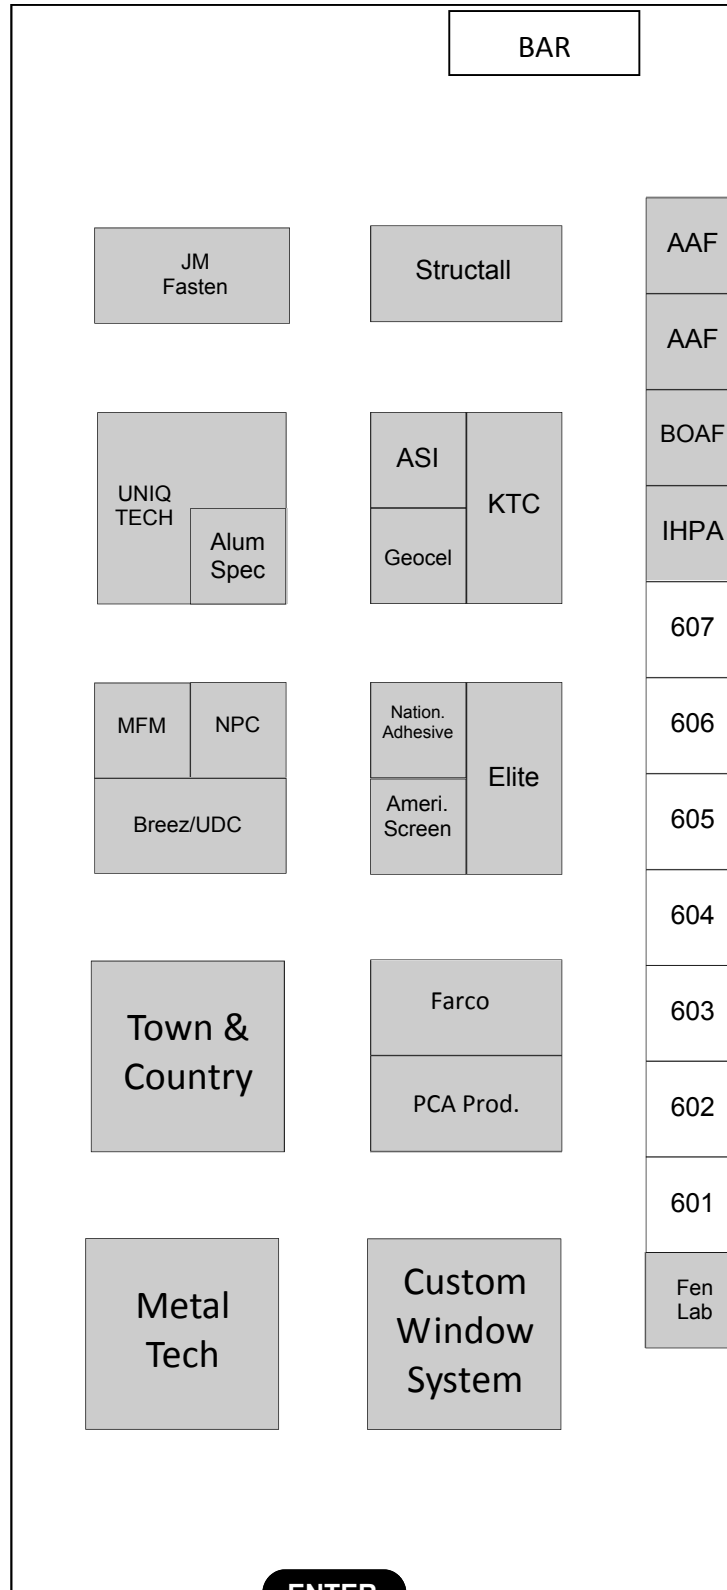 BAR
JM
Fasten
Structall
AAF
AAF
BOAF
IHPA
UNIQ
TECH
Alum
Spec
ASI
Geocel
KTC
607
606
605
604
603
602
601
Fen
Lab
MFM
NPC
Breez/UDC
Nation.
Adhesive
Ameri.
Screen
Elite
Town &
Country
Farco
PCA Prod.
Metal
Tech
Custom
Window
System
ENTER